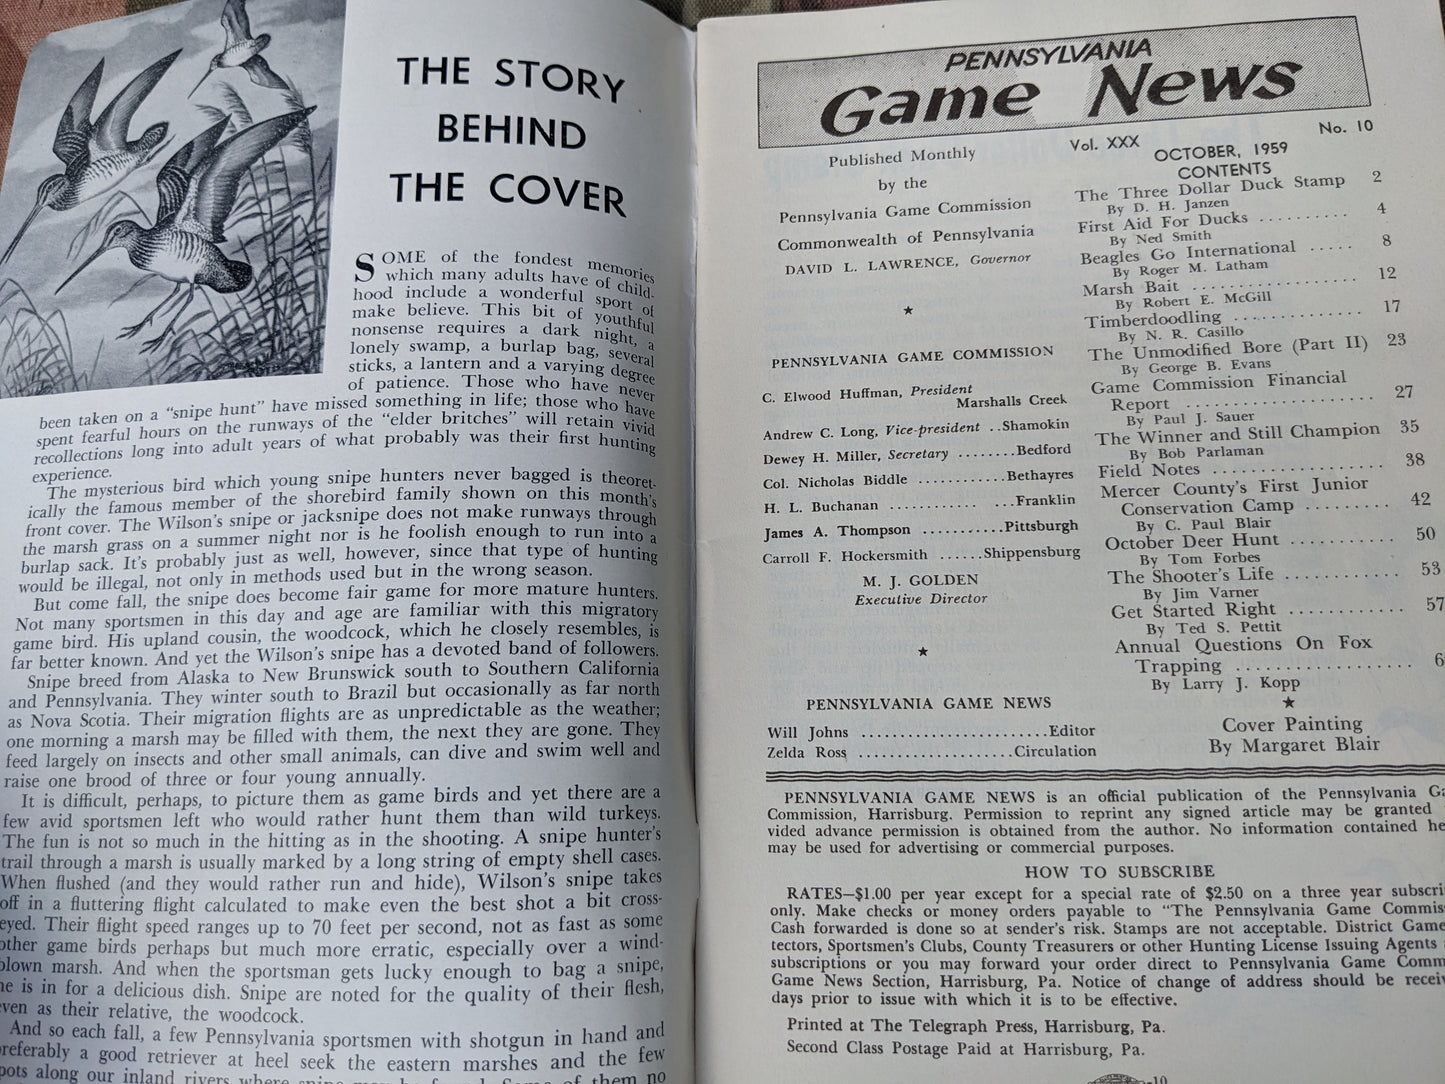 THE STORY
BEHIND
THE COVER
SOME of the fondest memories
which many adults have of child-
hood include a wonderful sport of
make believe. This bit of youthful
nonsense requires a dark night, a
lonely swamp, a burlap bag, several
sticks, a lantern and a varying degree
of patience. Those who have never
been taken on a "snipe hunt" have missed something in life; those who have
spent fearful hours on the runways of the "elder britches" will retain vivid
recollections long into adult years of what probably was their first hunting
experience.
The mysterious bird which young snipe hunters never bagged is theoret-
ically the famous member of the shorebird family shown on this month's
front cover. The Wilson's snipe or jacksnipe does not make runways through
the marsh grass on a summer night nor is he foolish enough to run into a
burlap sack. It's probably just as well, however, since that type of hunting
would be illegal, not only in methods used but in the wrong season.
But come fall, the snipe does become fair game for more mature hunters.
Not many sportsmen in this day and age are familiar with this migratory
game bird. His upland cousin, the woodcock, which he closely resembles, is
far better known. And yet the Wilson's snipe has a devoted band of followers.
Snipe breed from Alaska to New Brunswick south to Southern California
and Pennsylvania. They winter south to Brazil but occasionally as far north
as Nova Scotia. Their migration flights are as unpredictable as the weather;
one morning a marsh may be filled with them, the next they are gone. They
feed largely on insects and other small animals, can dive and swim well and
raise one brood of three or four young annually.
It is difficult, perhaps, to picture them as game birds and yet there are a
few avid sportsmen left who would rather hunt them than wild turkeys.
The fun is not so much in the hitting as in the shooting. A snipe hunter's
trail through a marsh is usually marked by a long string of empty shell cases.
When flushed (and they would rather run and hide), Wilson's snipe takes
off in a fluttering flight calculated to make even the best shot a bit cross-
eyed. Their flight speed ranges up to 70 feet per second, not as fast as some
other game birds perhaps but much more erratic, especially over a wind-
blown marsh. And when the sportsman gets lucky enough to bag a snipe,
he is in for a delicious dish. Snipe are noted for the quality of their flesh,
even as their relative, the woodcock.
And so each fall, a few Pennsylvania sportsmen with shotgun in hand and
preferably a good retriever at heel seek the eastern marshes and the few
spots along our inland rivers where snipe may be found. Some of them no
PENNSYLVANIA
Game News
Vol. XXX
No. 10
OCTOBER, 1959
Published Monthly
by the
Pennsylvania Game Commission
Commonwealth of Pennsylvania
DAVID L. LAWRENCE, Governor
★
PENNSYLVANIA GAME COMMISSION
C. Elwood Huffman, President
Marshalls Creek
Andrew C. Long, Vice-president ..Shamokin
Dewey H. Miller, Secretary ........Bedford
Col. Nicholas Biddle ............Bethayres
H. L. Buchanan ............ ...Franklin
James A. Thompson ...........Pittsburgh
Carroll F. Hockersmith ......Shippensburg
M. J. GOLDEN
Executive Director
★
PENNSYLVANIA GAME NEWS
Will Johns .......................Editor
Zelda Ross ...................Circulation
CONTENTS
The Three Dollar Duck Stamp 2
By D. H. Janzen
First Aid For Ducks .......... 4
By Ned Smith
Beagles Go International ..... 8
By Roger M. Latham
Marsh Bait .................. 12
By Robert E. McGill
Timberdoodling .............. 17
By N. R. Casillo
The Unmodified Bore (Part II) 23
By George B. Evans
Game Commission Financial
Report .................... 27
By Paul J. Sauer
The Winner and Still Champion 35
By Bob Parlaman
Field Notes .................. 38
Mercer County's First Junior
Conservation Camp ......... 42
By C. Paul Blair
October Deer Hunt ........... 50
By Tom Forbes
The Shooter's Life ............ 53
By Jim Varner
Get Started Right ............ 57
By Ted S. Pettit
Annual Questions On Fox
Trapping .................. 6
By Larry J. Kopp
★
Cover Painting
By Margaret Blair
PENNSYLVANIA GAME NEWS is an official publication of the Pennsylvania Ga
Commission, Harrisburg. Permission to reprint any signed article may be granted
vided advance permission is obtained from the author. No information contained he
may be used for advertising or commercial purposes.
HOW TO SUBSCRIBE
RATES—$1.00 per year except for a special rate of $2.50 on a three year subscri
only. Make checks or money orders payable to "The Pennsylvania Game Commis
Cash forwarded is done so at sender's risk. Stamps are not acceptable. District Game
tectors, Sportsmen's Clubs, County Treasurers or other Hunting License Issuing Agents
subscriptions or you may forward your order direct to Pennsylvania Game Comm
Game News Section, Harrisburg, Pa. Notice of change of address should be receiv
days prior to issue with which it is to be effective.
Printed at The Telegraph Press, Harrisburg, Pa.
Second Class Postage Paid at Harrisburg, Pa.
10